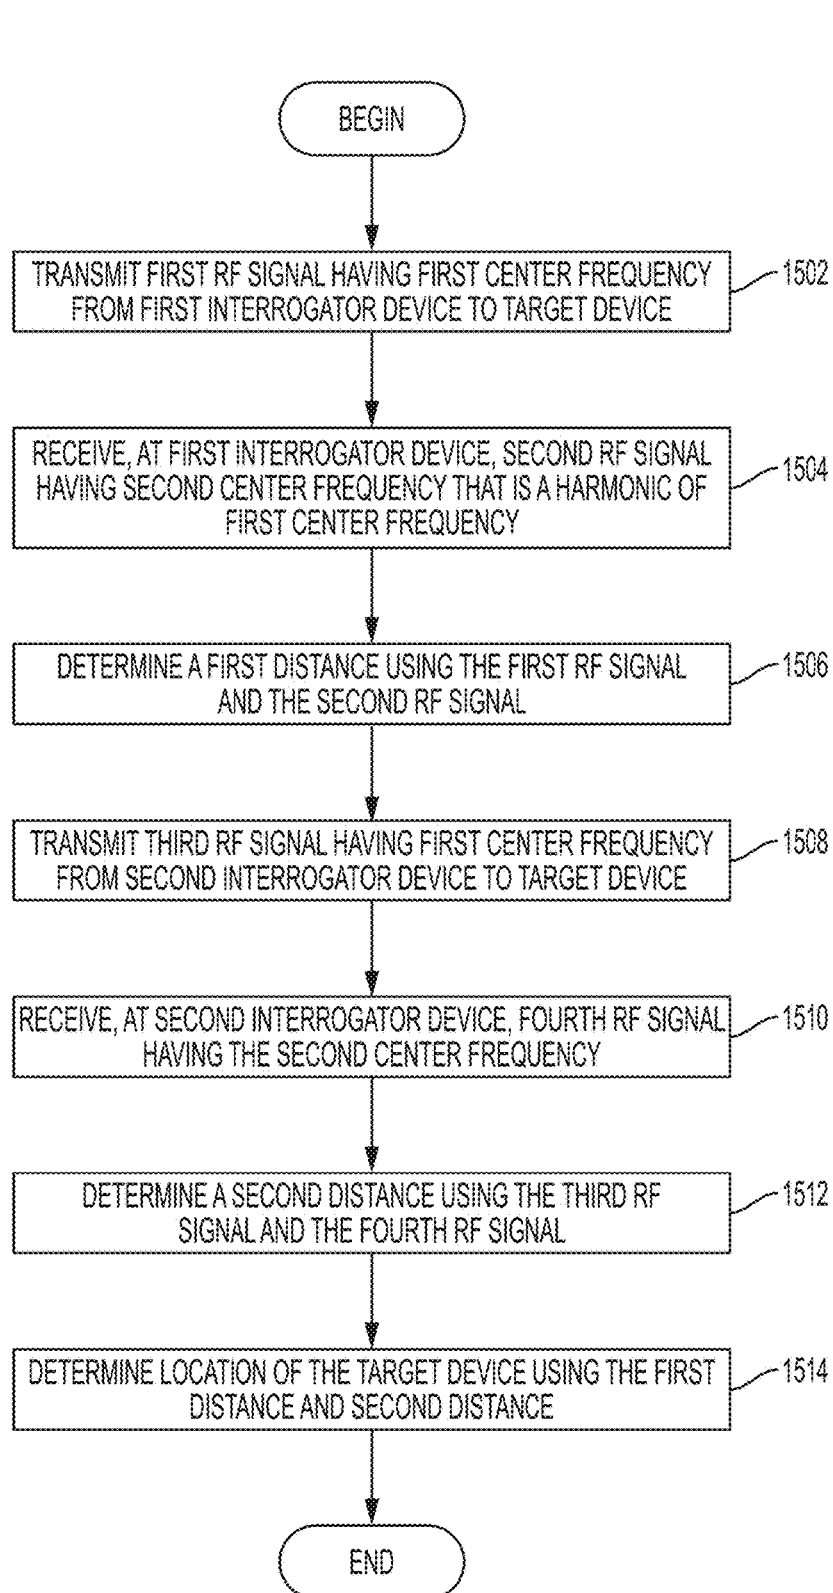 BEGIN
TRANSMIT FIRST RF SIGNAL HAVING FIRST CENTER FREQUENCY
FROM FIRST INTERROGATOR DEVICE TO TARGET DEVICE
1502
RECEIVE, AT FIRST INTERROGATOR DEVICE, SECOND RF SIGNAL
HAVING SECOND CENTER FREQUENCY THAT IS A HARMONIC OF
FIRST CENTER FREQUENCY
1504
DETERMINE A FIRST DISTANCE USING THE FIRST RF SIGNAL
AND THE SECOND RF SIGNAL
1506
TRANSMIT THIRD RF SIGNAL HAVING FIRST CENTER FREQUENCY
FROM SECOND INTERROGATOR DEVICE TO TARGET DEVICE
1508
RECEIVE, AT SECOND INTERROGATOR DEVICE, FOURTH RF SIGNAL
HAVING THE SECOND CENTER FREQUENCY
1510
DETERMINE A SECOND DISTANCE USING THE THIRD RF
SIGNAL AND THE FOURTH RF SIGNAL
1512
DETERMINE LOCATION OF THE TARGET DEVICE USING THE FIRST
DISTANCE AND SECOND DISTANCE
1514
END